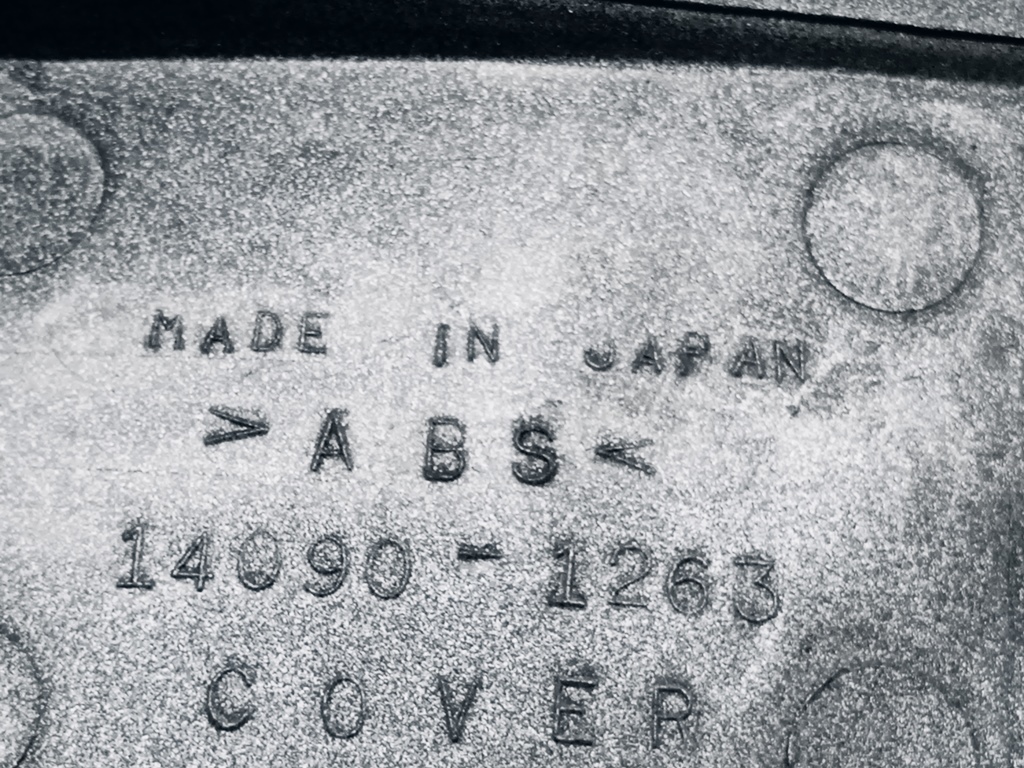 MADE IN JAPAN
>ABS<
14090-1263
COVER